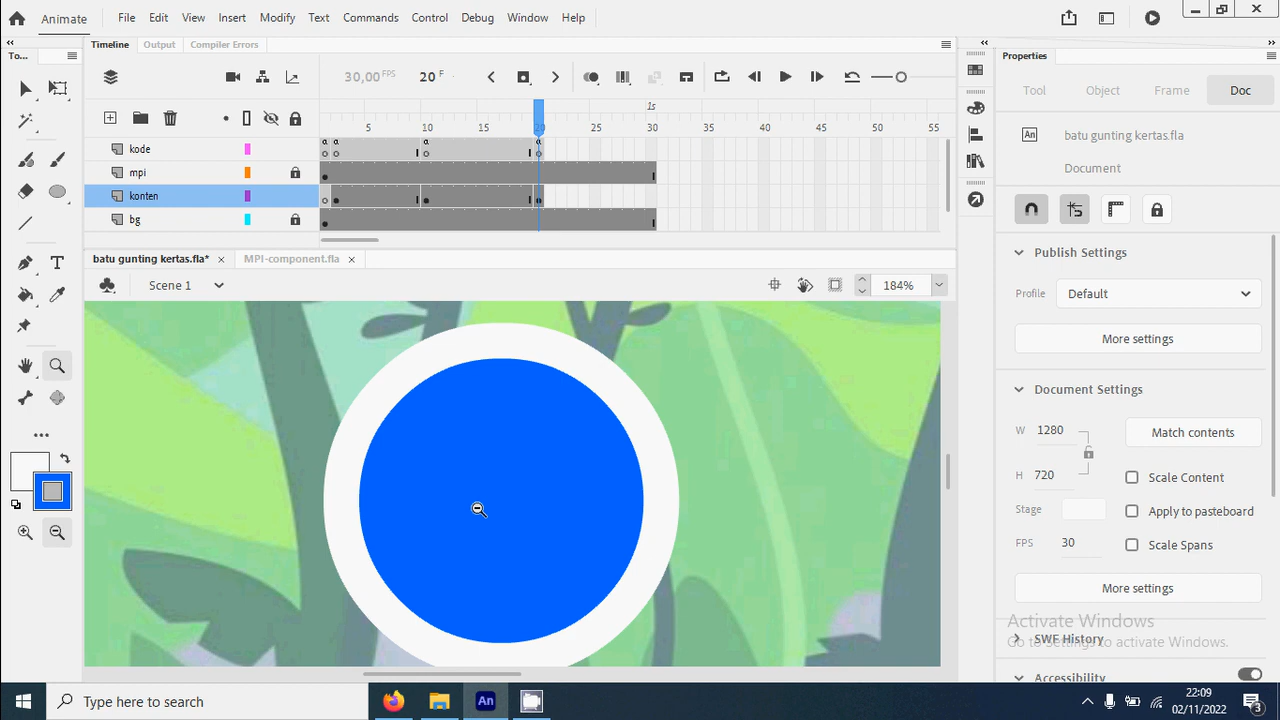 Animate
File Edit View Insert Modify Text Commands Control Debug Window Help
To...
Timeline Output Compiler Errors
Properties
30,00 FPS 20 F
Tool Object Frame Doc
1s
5 10 15 20 25 30 35 40 45 50 55
kode
mpi
konten
bg
An batu gunting kertas.fla
Document
batu gunting kertas.fla* × MPI-component.fla ×
Scene 1 184%
Publish Settings
Profile Default
More settings
Document Settings
W 1280
Match contents
H 720
Scale Content
Stage
Apply to pasteboard
FPS 30
Scale Spans
More settings
Activate Windows
Go to Settings to activate Windows.
SWF History
Accessibility
Type here to search
An
22:09
02/11/2022
3